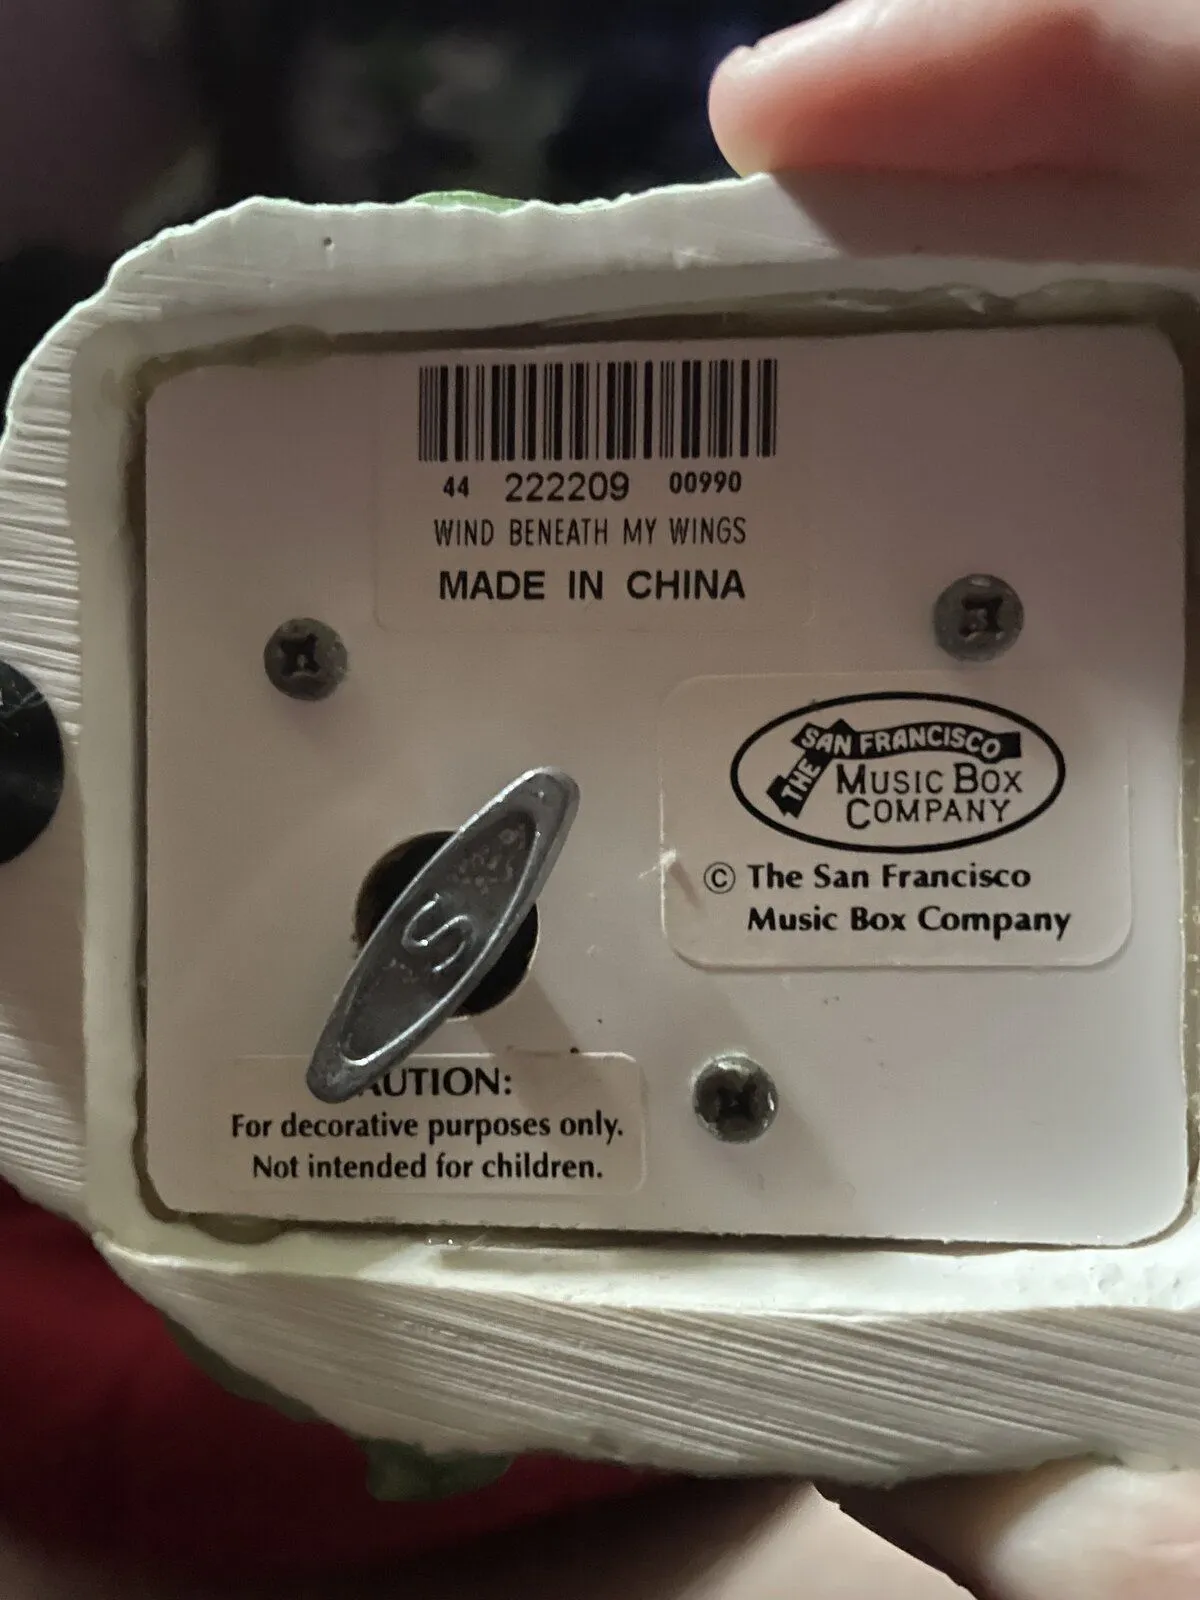 44 222209 00990
WIND BENEATH MY WINGS
MADE IN CHINA
THE SAN FRANCISCO
MUSIC BOX
COMPANY
© The San Francisco
Music Box Company
S
AUTION:
For decorative purposes only.
Not intended for children.